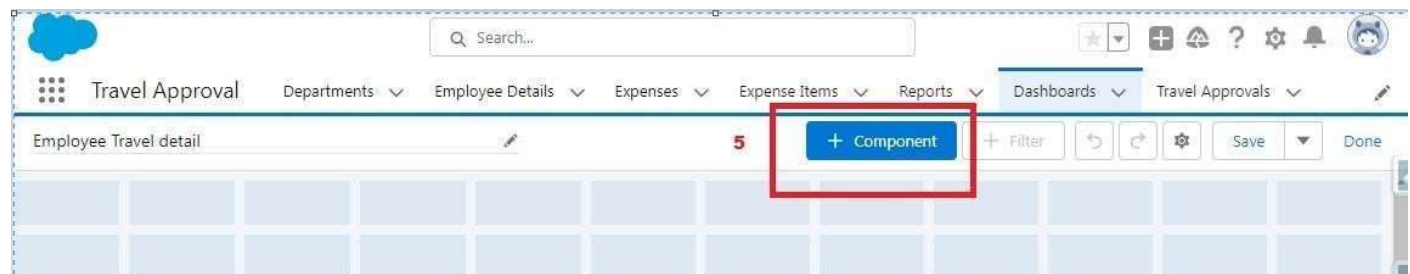 Search...
Travel Approval Departments Employee Details Expenses Expense Items Reports Dashboards Travel Approvals
Employee Travel detail 5 + Component + Filter Save Done